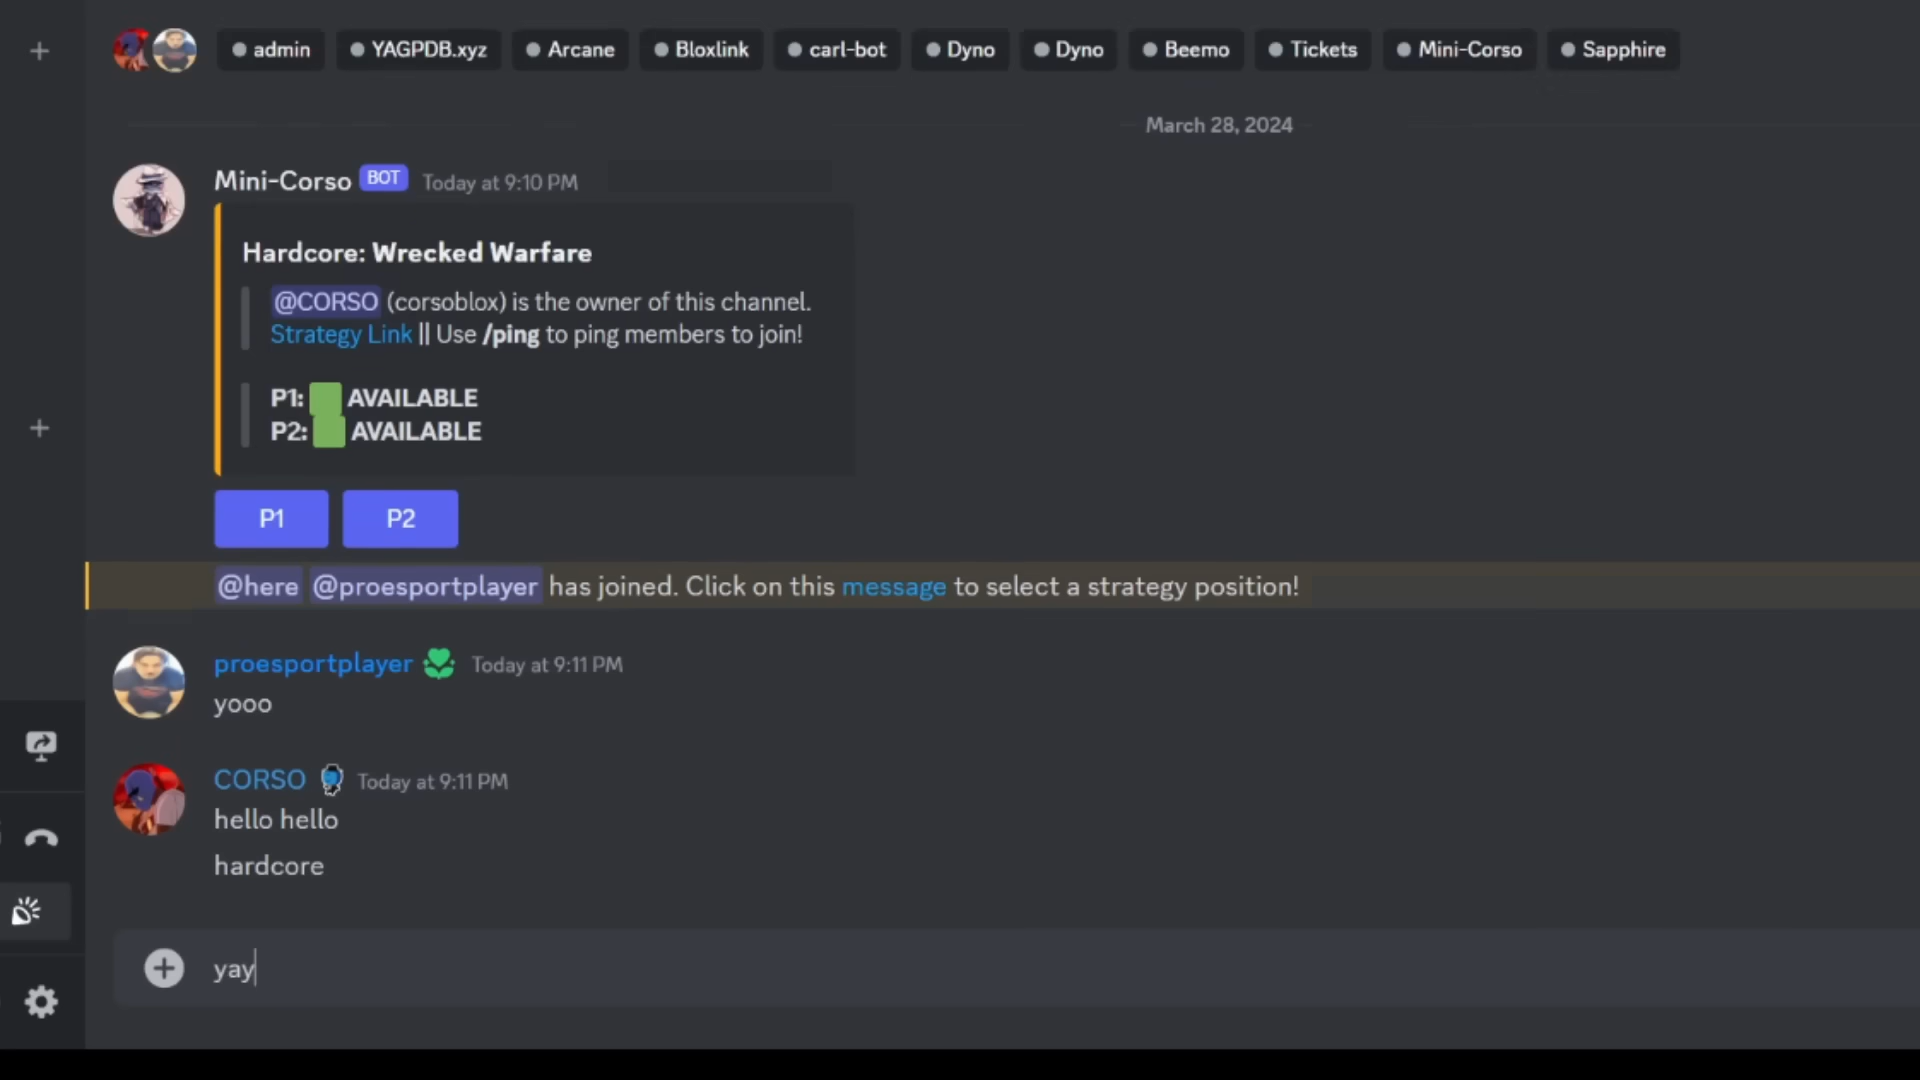 admin YAGPDB.xyz Arcane Bloxlink carl-bot Dyno Dyno Beemo Tickets Mini-Corso Sapphire
March 28, 2024
Mini-Corso BOT Today at 9:10 PM
Hardcore: Wrecked Warfare
@CORSO (corsoblox) is the owner of this channel.
Strategy Link || Use /ping to ping members to join!
P1: AVAILABLE
P2: AVAILABLE
P1 P2
@here @proesportplayer has joined. Click on this message to select a strategy position!
proesportplayer Today at 9:11 PM
yooo
CORSO Today at 9:11 PM
hello hello
hardcore
yay